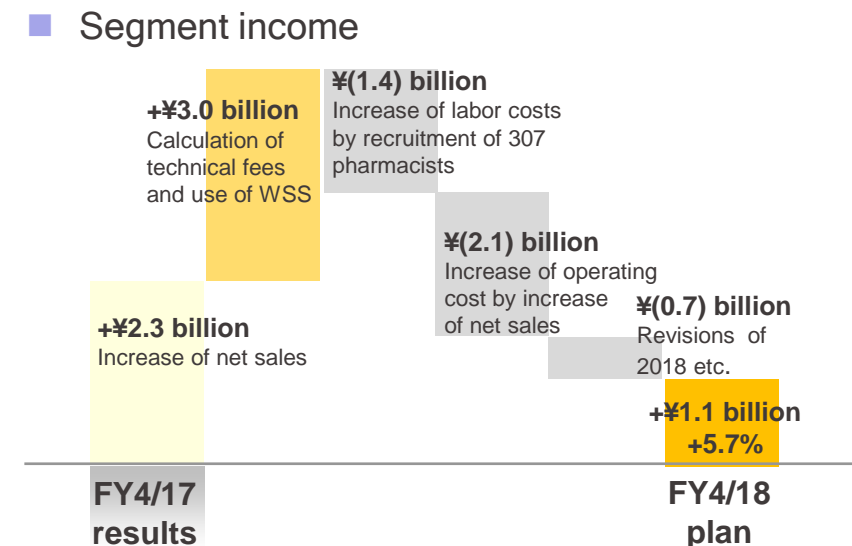 Segment income
+¥3.0 billion
Calculation of
technical fees
and use of WSS
¥(1.4) billion
Increase of labor costs
by recruitment of 307
pharmacists
+¥2.3 billion
Increase of net sales
¥(2.1) billion
Increase of operating
cost by increase
of net sales
¥(0.7) billion
Revisions of
2018 etc.
+¥1.1 billion
+5.7%
FY4/17
results
FY4/18
plan